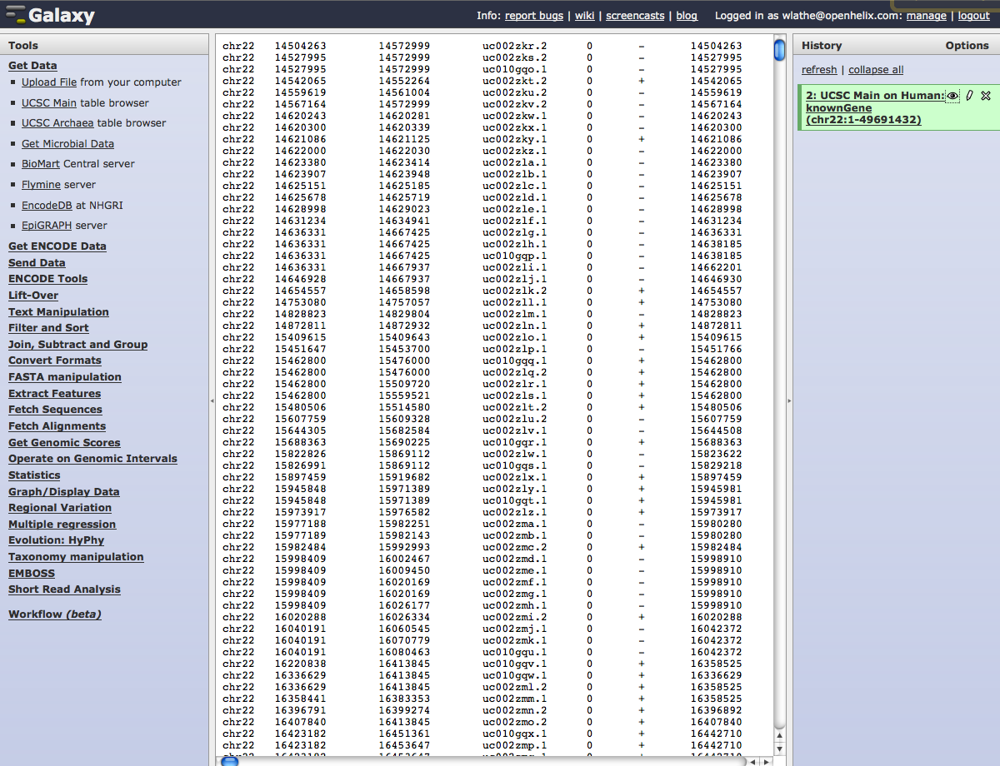 Galaxy
Info: report bugs | wiki | screencasts | blog Logged in as wlathe@openhelix.com: manage | logout
Tools
Get Data
Upload File from your computer
UCSC Main table browser
UCSC Archaea table browser
Get Microbial Data
BioMart Central server
Flymine server
EncodeDB at NHGRI
EpiGRAPH server
Get ENCODE Data
Send Data
ENCODE Tools
Lift-Over
Text Manipulation
Filter and Sort
Join, Subtract and Group
Convert Formats
FASTA manipulation
Extract Features
Fetch Sequences
Fetch Alignments
Get Genomic Scores
Operate on Genomic Intervals
Statistics
Graph/Display Data
Regional Variation
Multiple regression
Evolution: HyPhy
Taxonomy manipulation
EMBOSS
Short Read Analysis
Workflow (beta)
chr22 14504263 14572999 uc002zkr.2 0 - 14504263
chr22 14527995 14572999 uc002zks.2 0 - 14527995
chr22 14527995 14572999 uc010gqo.1 0 - 14527995
chr22 14542065 14552264 uc002zkt.2 0 + 14542065
chr22 14559619 14561004 uc002zku.2 0 - 14559619
chr22 14567164 14572999 uc002zkv.2 0 - 14567164
chr22 14620243 14620281 uc002zkw.1 0 - 14620243
chr22 14620300 14620339 uc002zkx.1 0 - 14620300
chr22 14621086 14621125 uc002zky.1 0 + 14621086
chr22 14622000 14622030 uc002zkz.1 0 - 14622000
chr22 14623380 14623414 uc002zla.1 0 - 14623380
chr22 14623907 14623948 uc002zlb.1 0 - 14623907
chr22 14625151 14625185 uc002zlc.1 0 - 14625151
chr22 14625678 14625719 uc002zld.1 0 - 14625678
chr22 14628998 14629023 uc002zle.1 0 - 14628998
chr22 14631234 14634941 uc002zlf.1 0 - 14631234
chr22 14636331 14667425 uc002zlg.1 0 - 14636331
chr22 14636331 14667425 uc002zlh.1 0 - 14638185
chr22 14636331 14667425 uc010gqp.1 0 - 14638185
chr22 14636331 14667937 uc002zli.1 0 - 14662201
chr22 14646928 14667937 uc002zlj.1 0 - 14646930
chr22 14654557 14658598 uc002zlk.2 0 + 14654557
chr22 14753080 14757057 uc002zll.1 0 + 14753080
chr22 14828823 14829804 uc002zlm.1 0 - 14828823
chr22 14872811 14872932 uc002zln.1 0 + 14872811
chr22 15409615 15409643 uc002zlo.1 0 + 15409615
chr22 15451647 15453700 uc002zlp.1 0 - 15451766
chr22 15462800 15476000 uc010gqq.1 0 + 15462800
chr22 15462800 15476000 uc002zlq.2 0 + 15462800
chr22 15462800 15509720 uc002zlr.1 0 + 15462800
chr22 15462800 15559521 uc002zls.1 0 + 15462800
chr22 15480506 15514580 uc002zlt.2 0 + 15480506
chr22 15607759 15609328 uc002zlu.2 0 - 15607759
chr22 15644305 15682584 uc002zlv.1 0 - 15644508
chr22 15688363 15690225 uc010gqr.1 0 + 15688363
chr22 15822826 15869112 uc002zlw.1 0 - 15823622
chr22 15826991 15869112 uc010gqs.1 0 - 15829218
chr22 15897459 15919682 uc002zlx.1 0 + 15897459
chr22 15945848 15971389 uc002zly.1 0 + 15945981
chr22 15945848 15971389 uc010gqt.1 0 + 15945981
chr22 15973917 15976582 uc002zlz.1 0 + 15973917
chr22 15977188 15982251 uc002zma.1 0 - 15980280
chr22 15977189 15982143 uc002zmb.1 0 - 15980280
chr22 15982484 15992993 uc002zmc.2 0 + 15982484
chr22 15998409 16002467 uc002zmd.1 0 - 15998910
chr22 15998409 16009450 uc002zme.1 0 - 15998910
chr22 15998409 16020169 uc002zmf.1 0 - 15998910
chr22 15998409 16020169 uc002zmg.1 0 - 15998910
chr22 15998409 16026177 uc002zmh.1 0 - 15998910
chr22 16020288 16026334 uc002zmi.2 0 + 16020288
chr22 16040191 16060545 uc002zmj.1 0 - 16042372
chr22 16040191 16070779 uc002zmk.1 0 - 16042372
chr22 16040191 16080463 uc010gqu.1 0 - 16042372
chr22 16220838 16413845 uc010gqv.1 0 + 16358525
chr22 16336629 16413845 uc010gqw.1 0 + 16336629
chr22 16336629 16413845 uc002zml.2 0 + 16358525
chr22 16358441 16383353 uc002zmm.1 0 + 16358525
chr22 16396791 16399274 uc002zmn.2 0 + 16396892
chr22 16407840 16413845 uc002zmo.2 0 + 16407840
chr22 16423182 16451361 uc010gqx.1 0 + 16442710
chr22 16423182 16453647 uc002zmp.1 0 + 16442710
History Options
refresh | collapse all
2: UCSC Main on Human:
knownGene
(chr22:1-49691432)